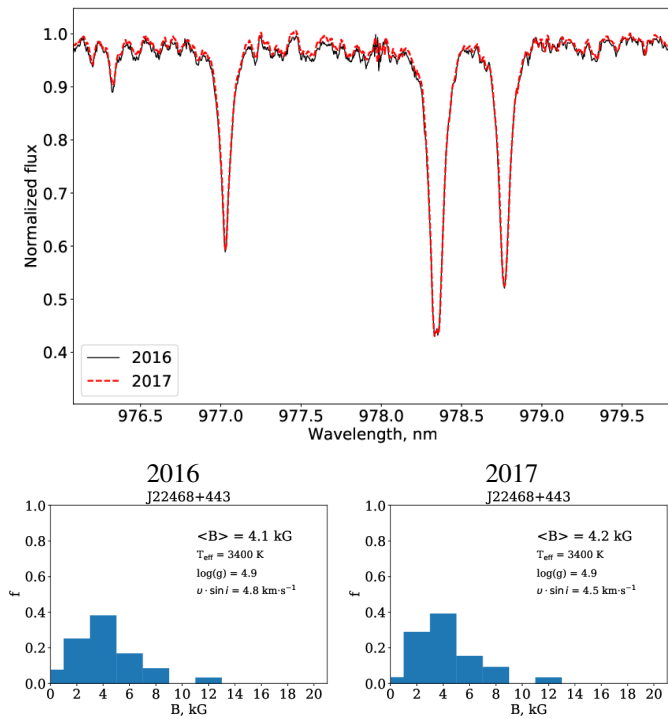 1.0
0.9
0.8
0.7
0.6
0.5
0.4
Normalized flux
2016
2017
976.5 977.0 977.5 978.0 978.5 979.0 979.5
Wavelength, nm
2016 2017
J22468+443 J22468+443
1.0
0.8
0.6
0.4
0.2
0.0
f
<B> = 4.1 kG
T_eff = 3400 K
log(g) = 4.9
υ · sin i = 4.8 km·s⁻¹
0 2 4 6 8 10 12 14 16 18 20
B, kG
1.0
0.8
0.6
0.4
0.2
0.0
f
<B> = 4.2 kG
T_eff = 3400 K
log(g) = 4.9
υ · sin i = 4.5 km·s⁻¹
0 2 4 6 8 10 12 14 16 18 20
B, kG